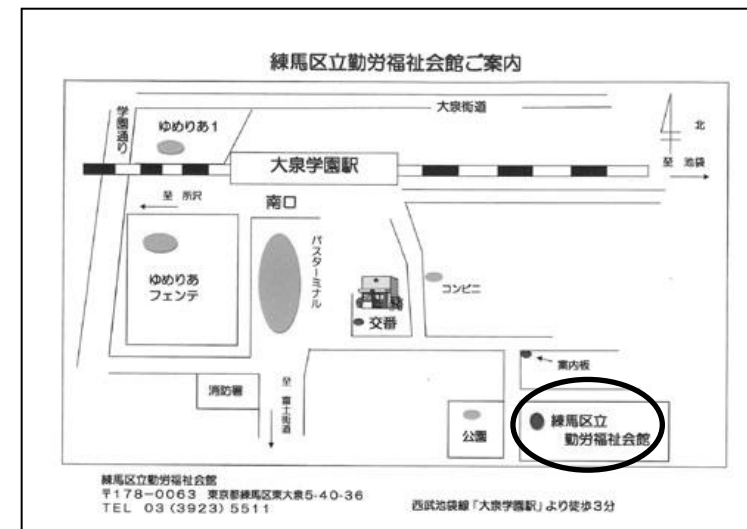 練馬区立勤労福祉会館ご案内
大泉街道
学園通り
ゆめりあ1
北
大泉学園駅
至 池袋
至 所沢
南口
ゆめりあ
フェンテ
バスターミナル
コンビニ
交番
案内板
消防署
至 富士街道
公園
練馬区立
勤労福祉会館
練馬区立勤労福祉会館
〒178-0063 東京都練馬区東大泉5-40-36
TEL 03(3923)5511
西武池袋線「大泉学園駅」より徒歩3分